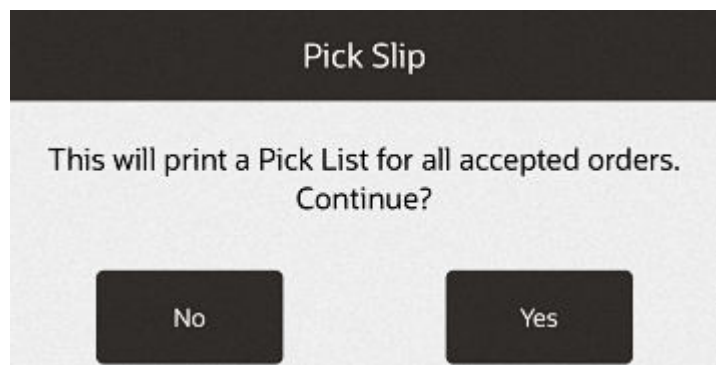 Pick Slip
This will print a Pick List for all accepted orders.
Continue?
No
Yes